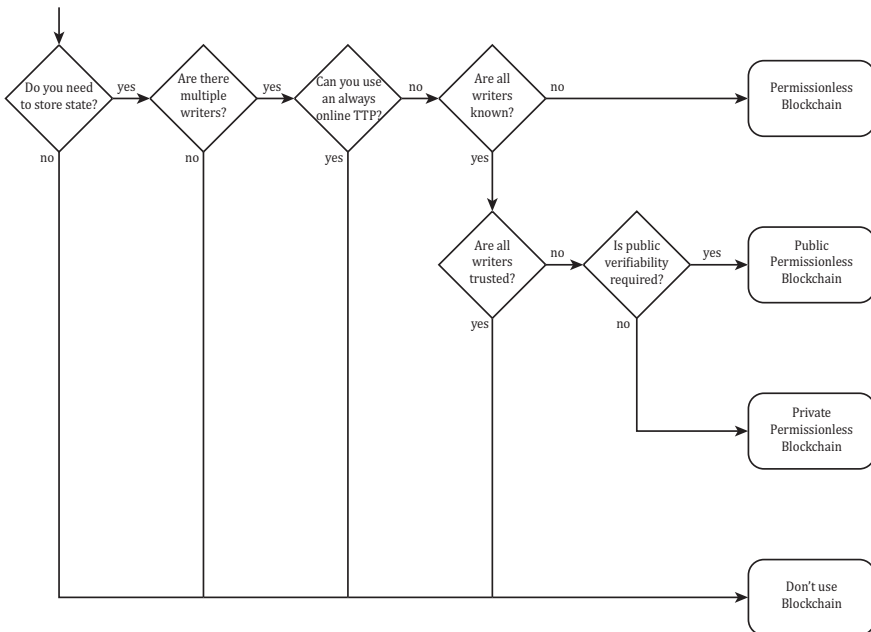 Do you need
to store state?
yes
Are there
multiple
writers?
yes
Can you use
an always
online TTP?
no
Are all
writers
known?
no
Permissionless
Blockchain
no
no
yes
yes
Are all
writers
trusted?
no
Is public
verifiability
required?
yes
Public
Permissionless
Blockchain
yes
no
Private
Permissionless
Blockchain
Don't use
Blockchain